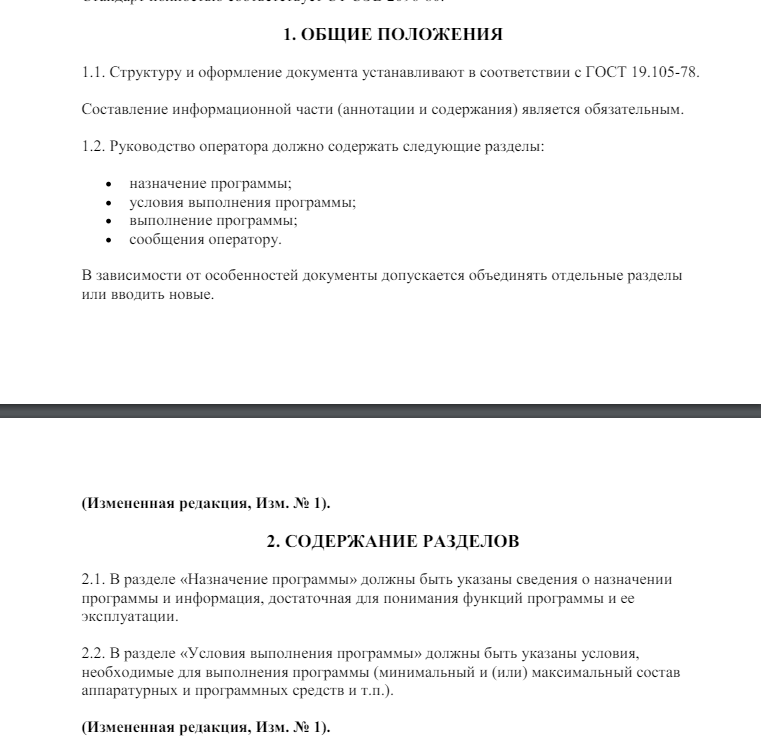 1. ОБЩИЕ ПОЛОЖЕНИЯ
1.1. Структуру и оформление документа устанавливают в соответствии с ГОСТ 19.105-78.
Составление информационной части (аннотации и содержания) является обязательным.
1.2. Руководство оператора должно содержать следующие разделы:
• назначение программы;
• условия выполнения программы;
• выполнение программы;
• сообщения оператору.
В зависимости от особенностей документы допускается объединять отдельные разделы
или вводить новые.
(Измененная редакция, Изм. № 1).
2. СОДЕРЖАНИЕ РАЗДЕЛОВ
2.1. В разделе «Назначение программы» должны быть указаны сведения о назначении
программы и информация, достаточная для понимания функций программы и ее
эксплуатации.
2.2. В разделе «Условия выполнения программы» должны быть указаны условия,
необходимые для выполнения программы (минимальный и (или) максимальный состав
аппаратурных и программных средств и т.п.).
(Измененная редакция, Изм. № 1).